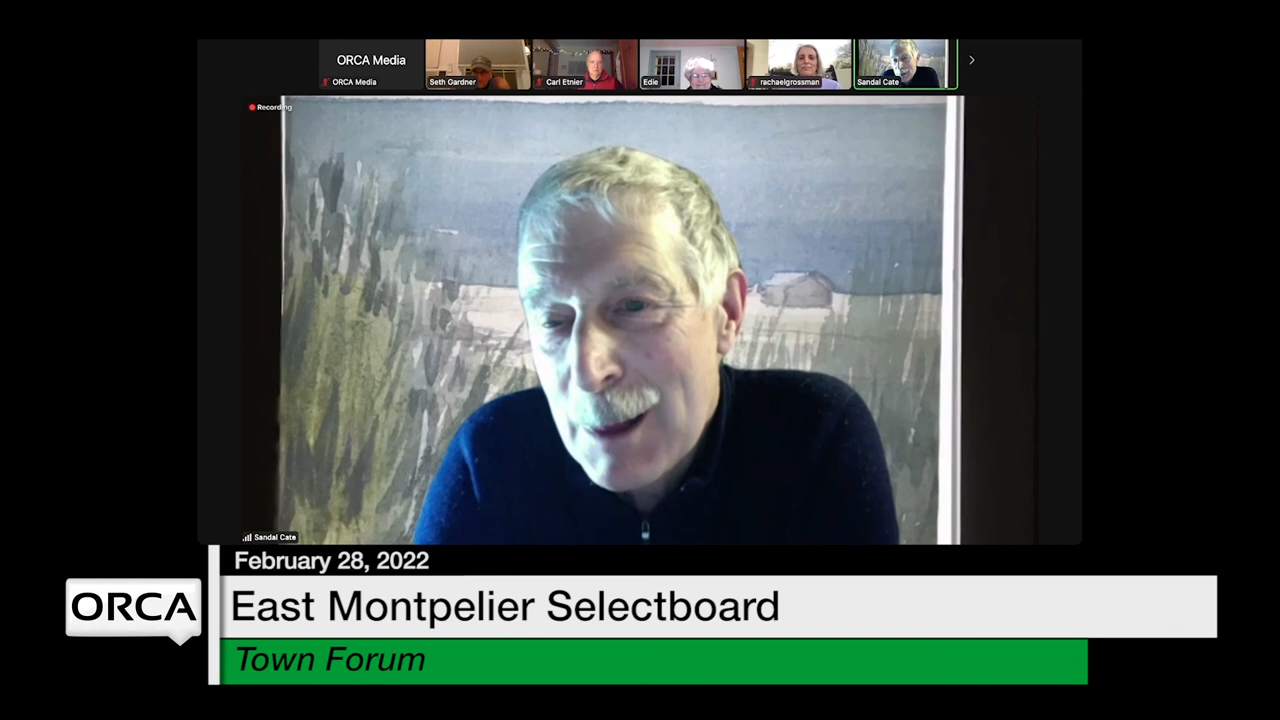 ORCA Media
ORCA Media
Seth Gardner
Carl Etnier
Edie
rachaelgrossman
Sandal Cate
Recording
Sandal Cate
February 28, 2022
ORCA
East Montpelier Selectboard
Town Forum